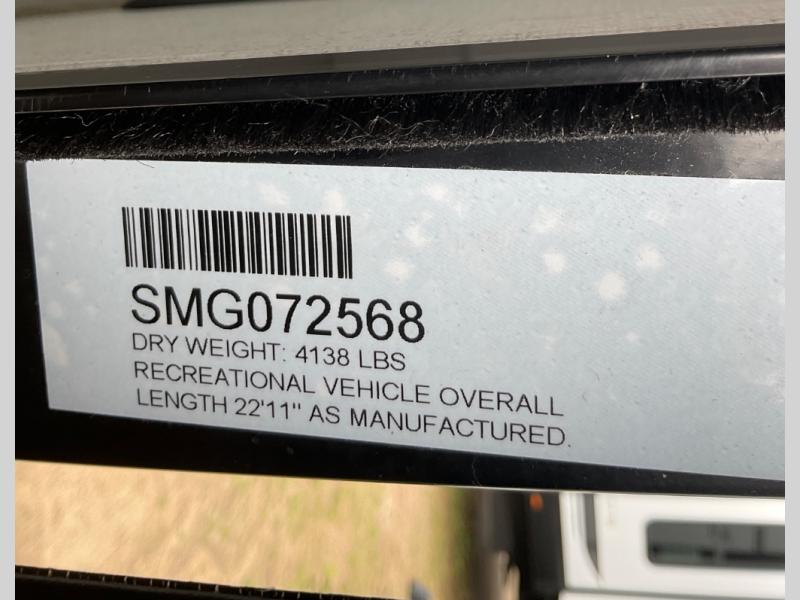 SMG072568
DRY WEIGHT: 4138 LBS
RECREATIONAL VEHICLE OVERALL
LENGTH 22'11" AS MANUFACTURED.